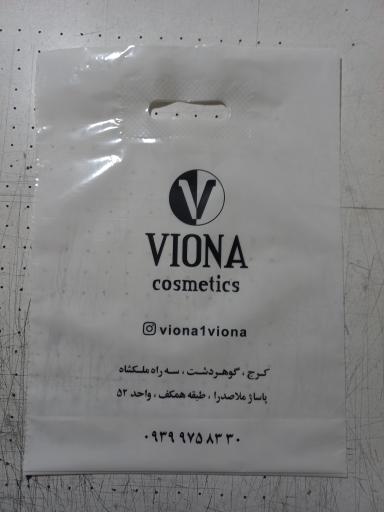 V
VIONA
cosmetics
viona1viona
کرج ، گوهردشت ، سه راه ملکشاه
پاساژ ملاصدرا ، طبقه همکف ، واحد ۵۲
۰۹۳۹ ۹۷۵ ۸۳ ۳۰